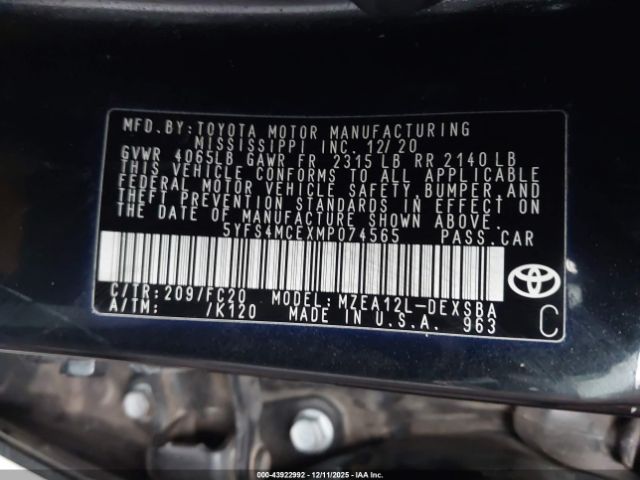 MFD. BY: TOYOTA MOTOR MANUFACTURING
MISSISSIPPI INC. 12/20
GVWR 4065LB GAWR FR 2315 LB RR 2140 LB
THIS VEHICLE CONFORMS TO ALL APPLICABLE
FEDERAL MOTOR VEHICLE SAFETY, BUMPER, AND
THEFT PREVENTION STANDARDS IN EFFECT ON
THE DATE OF MANUFACTURE SHOWN ABOVE.
5YFS4MCEXMP074565 PASS. CAR
C/TR: 209/FC20 MODEL: MZEA12L-DEXSBA
A/TM: /K120 MADE IN U.S.A. 963
TOYOTA
C
000-43922992 - 12/11/2025 - IAAI Inc.